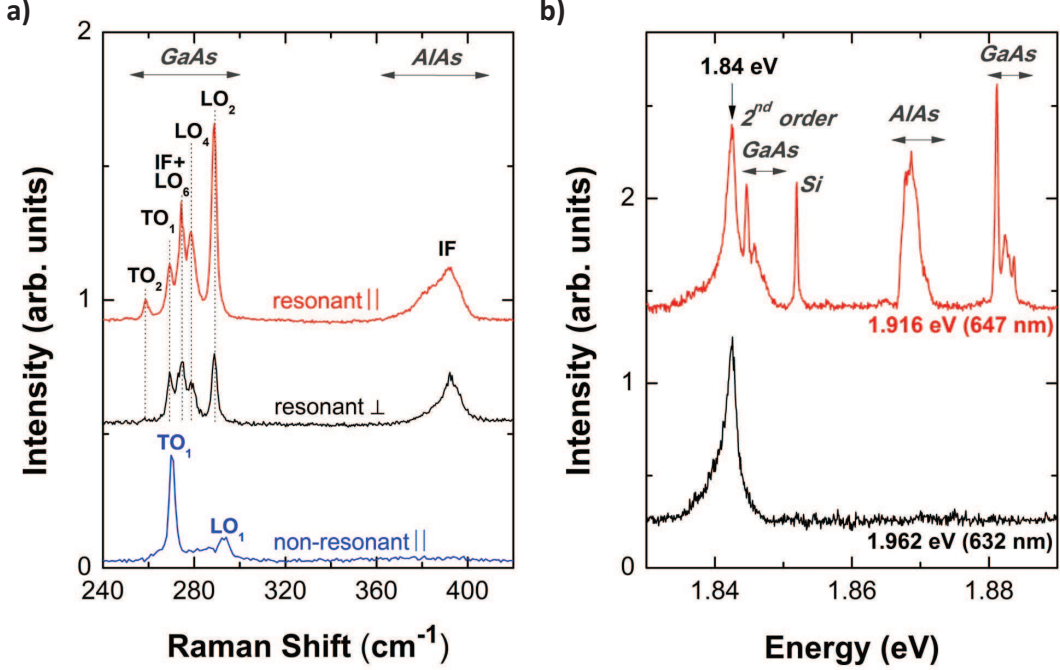 a)
2
1
0
Intensity (arb. units)
GaAs
AlAs
LO2
LO4
IF+
LO6
TO1
TO2
IF
resonant||
resonant⊥
TO1
LO1
non-resonant||
240 280 320 360 400
Raman Shift (cm-1)
b)
2
1
0
Intensity (arb. units)
1.84 eV
2nd order
GaAs
Si
AlAs
GaAs
1.916 eV (647 nm)
1.962 eV (632 nm)
1.84 1.86 1.88
Energy (eV)